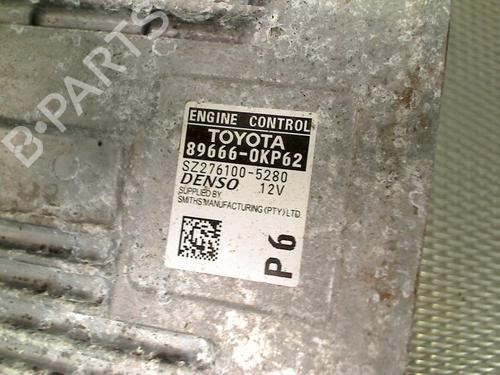 B-PARTS
ENGINE CONTROL
TOYOTA
89666-0KP62
SZ276100-5280
DENSO 12V
SUPPLIED BY
SMITHS MANUFACTURING (PTY) LTD
P6